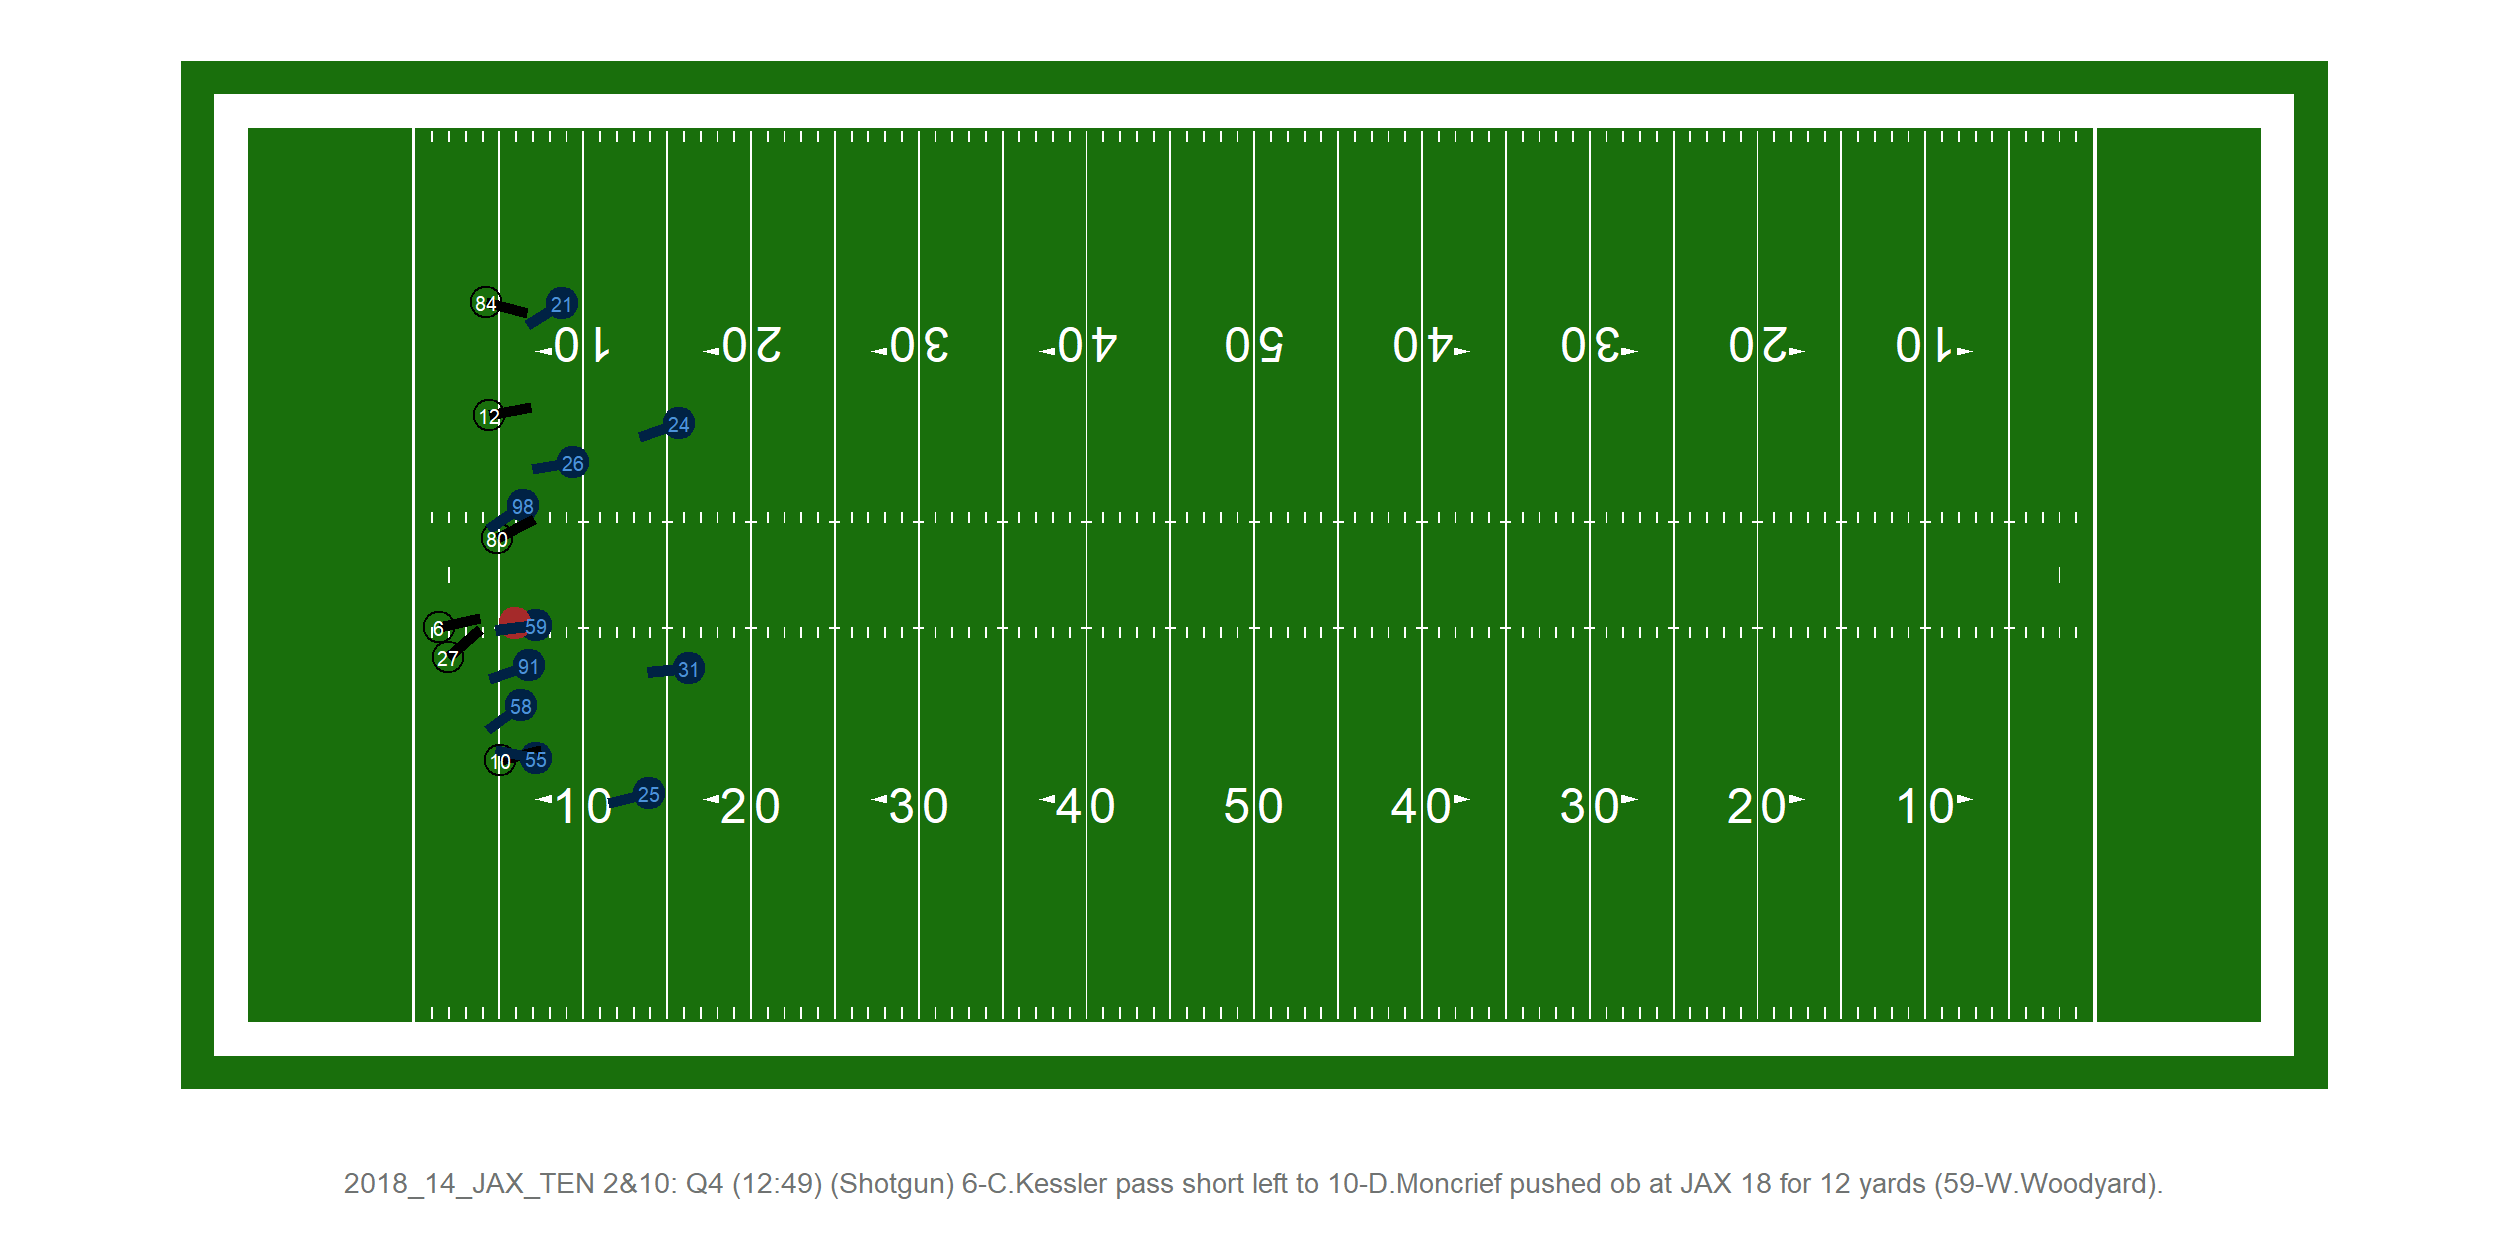 84 21
10 20 30 40 50 40 30 20 10
12 24
26
98
80
6 59
27 91 31
58
10 55
25
10 20 30 40 50 40 30 20 10
2018_14_JAX_TEN 2&10: Q4 (12:49) (Shotgun) 6-C.Kessler pass short left to 10-D.Moncrief pushed ob at JAX 18 for 12 yards (59-W.Woodyard).